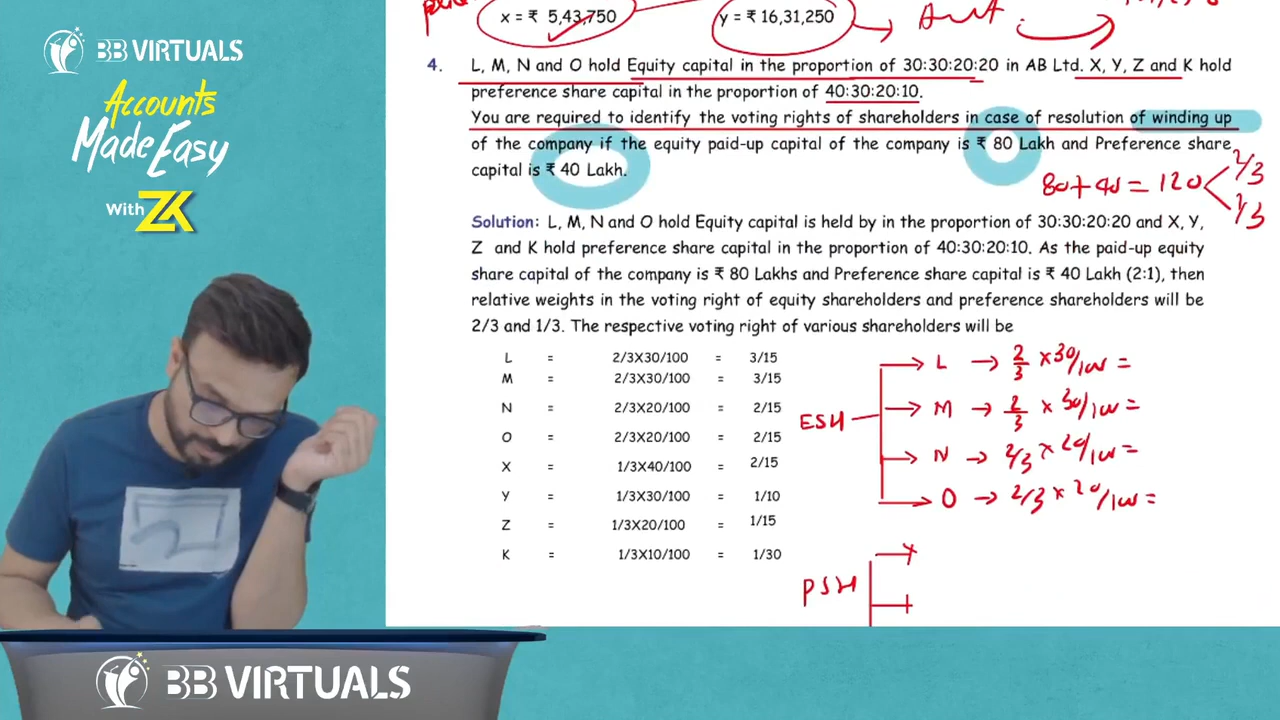 BB VIRTUALS
Accounts
Made Easy
With ZK
x = ₹ 5,43,750 y = ₹ 16,31,250
4. L, M, N and O hold Equity capital in the proportion of 30:30:20:20 in AB Ltd. X, Y, Z and K hold
preference share capital in the proportion of 40:30:20:10.
You are required to identify the voting rights of shareholders in case of resolution of winding up
of the company if the equity paid-up capital of the company is ₹ 80 Lakh and Preference share
capital is ₹ 40 Lakh.
80+40 = 120 2/3
1/3
Solution: L, M, N and O hold Equity capital is held by in the proportion of 30:30:20:20 and X, Y,
Z and K hold preference share capital in the proportion of 40:30:20:10. As the paid-up equity
share capital of the company is ₹ 80 Lakhs and Preference share capital is ₹ 40 Lakh (2:1), then
relative weights in the voting right of equity shareholders and preference shareholders will be
2/3 and 1/3. The respective voting right of various shareholders will be
L = 2/3X30/100 = 3/15
M = 2/3X30/100 = 3/15
N = 2/3X20/100 = 2/15
O = 2/3X20/100 = 2/15
X = 1/3X40/100 = 2/15
Y = 1/3X30/100 = 1/10
Z = 1/3X20/100 = 1/15
K = 1/3X10/100 = 1/30
ESH
L → 2/3 × 30/100 =
M → 2/3 × 30/100 =
N → 2/3 × 20/100 =
O → 2/3 × 20/100 =
PSH
BB VIRTUALS